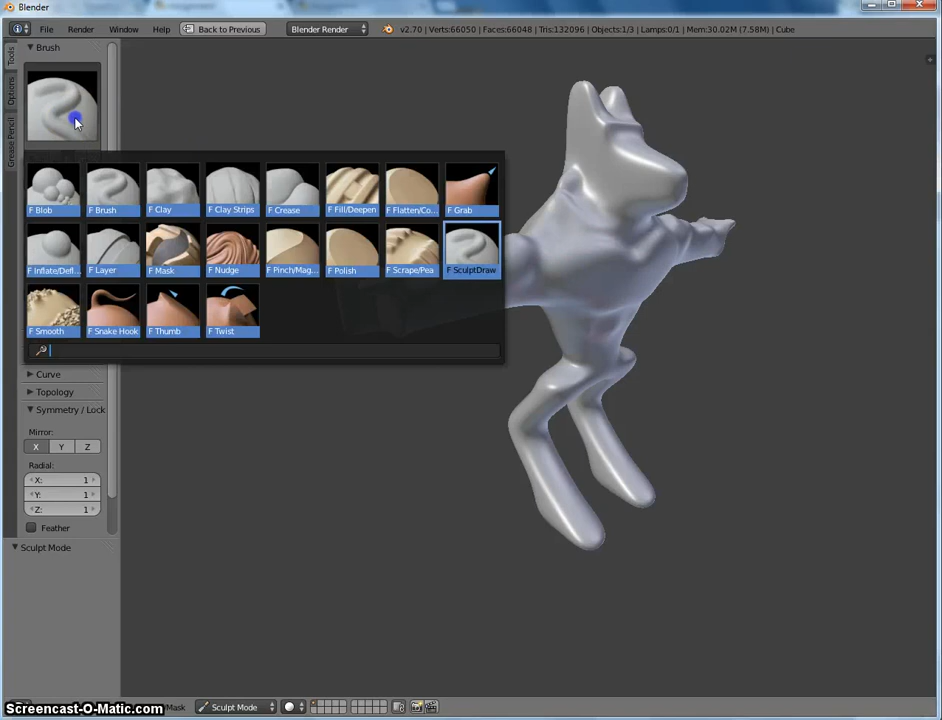 Blender
File Render Window Help Back to Previous Blender Render v2.70 | Verts:66050 | Faces:66048 | Tris:132096 | Objects:1/3 | Lamps:0/1 | Mem:30.02M (7.58M) | Cube
Tools
Options
Grease Pencil
Brush
F Blob F Brush F Clay F Clay Strips F Crease F Fill/Deepen F Flatten/Co... F Grab
F Inflate/Defl... F Layer F Mask F Nudge F Pinch/Mag... F Polish F Scrape/Pea F SculptDraw
F Smooth F Snake Hook F Thumb F Twist
Curve
Topology
Symmetry / Lock
Mirror:
X Y Z
Radial:
X: 1
Y: 1
Z: 1
Feather
Sculpt Mode
Mask Sculpt Mode
Screencast-O-Matic.com